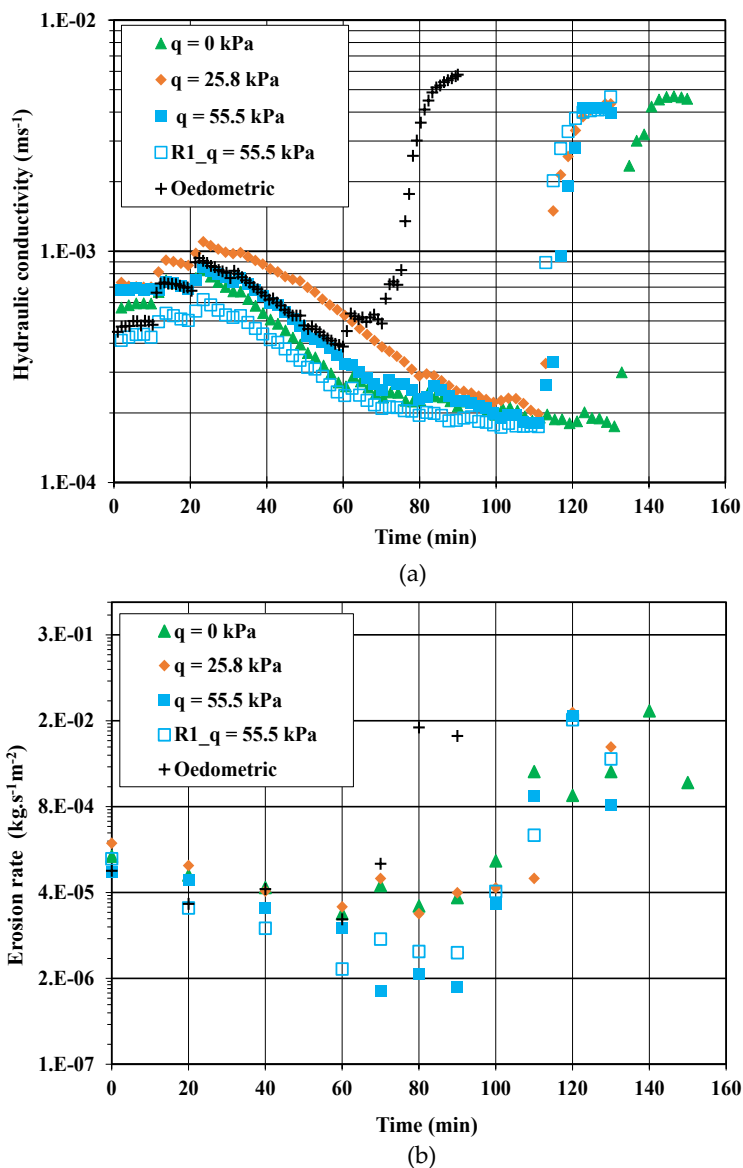 1.E-02
q = 0 kPa
q = 25.8 kPa
q = 55.5 kPa
R1_q = 55.5 kPa
Oedometric
Hydraulic conductivity (ms-1)
1.E-03
1.E-04
0 20 40 60 80 100 120 140 160
Time (min)
(a)
3.E-01
q = 0 kPa
q = 25.8 kPa
q = 55.5 kPa
R1_q = 55.5 kPa
Oedometric
2.E-02
Erosion rate (kg.s-1m-2)
8.E-04
4.E-05
2.E-06
1.E-07
0 20 40 60 80 100 120 140 160
Time (min)
(b)